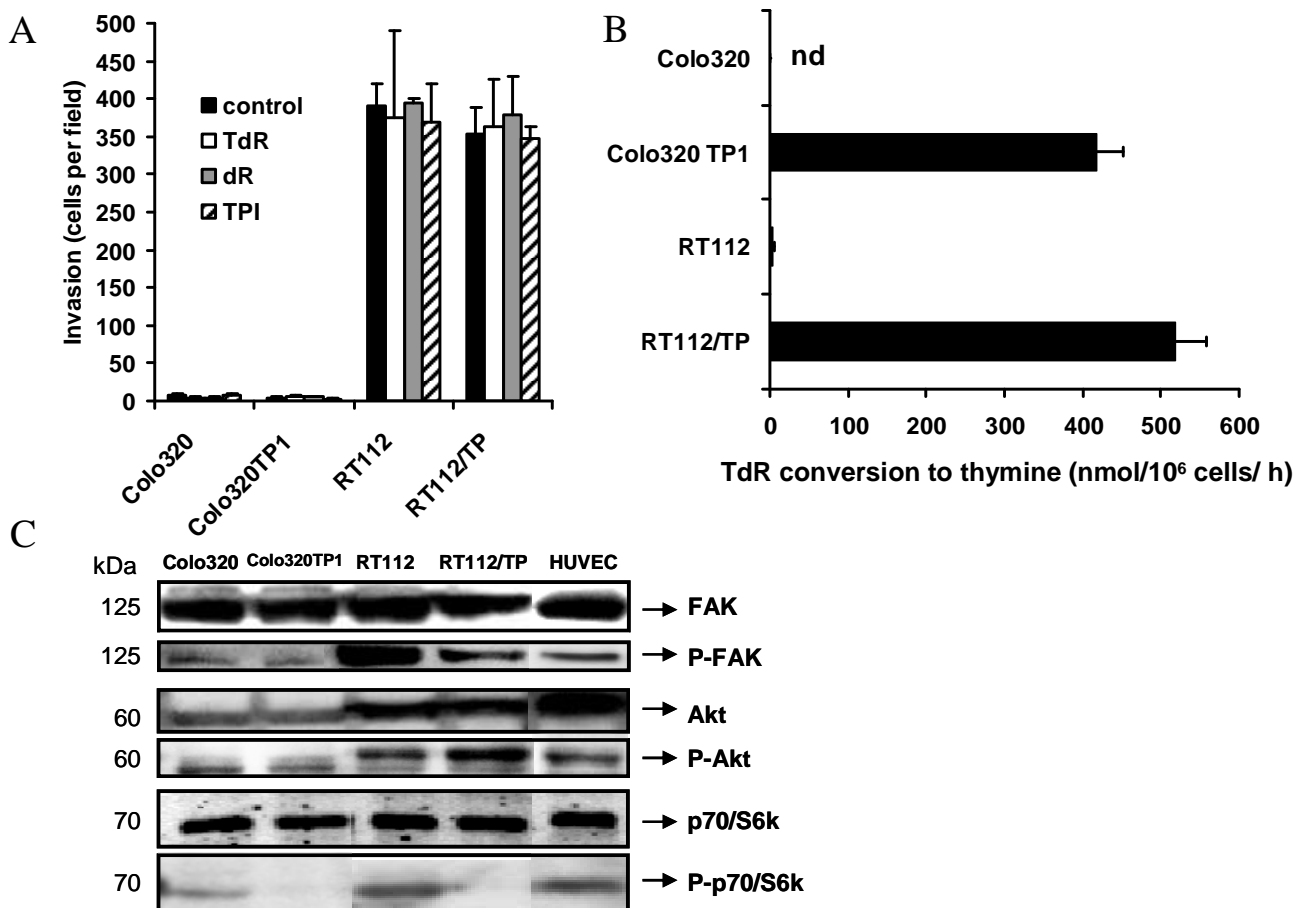 A
500
450
400
350
300
250
200
150
100
50
0
Invasion (cells per field)
control
TdR
dR
TPI
Colo320
Colo320TP1
RT112
RT112/TP
B
Colo320
nd
Colo320 TP1
RT112
RT112/TP
0 100 200 300 400 500 600
TdR conversion to thymine (nmol/10⁶ cells/ h)
C
kDa Colo320 Colo320TP1 RT112 RT112/TP HUVEC
125 → FAK
125 → P-FAK
60 → Akt
60 → P-Akt
70 → p70/S6k
70 → P-p70/S6k